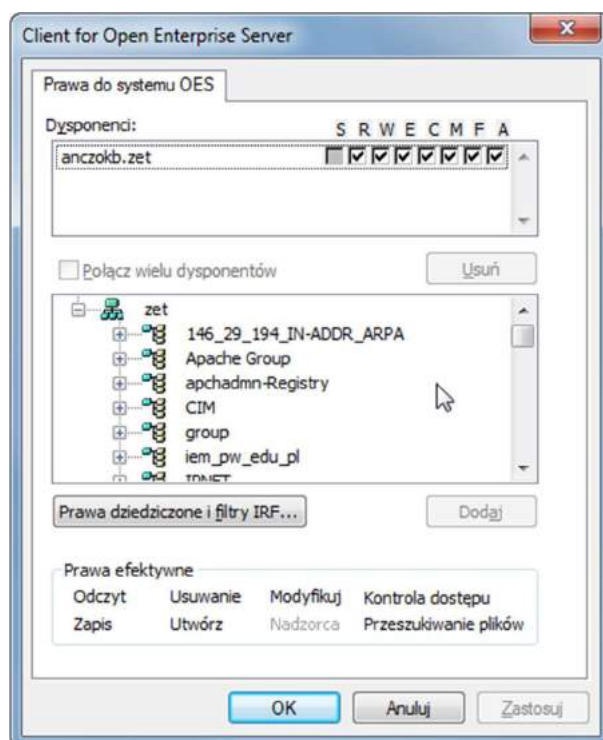 Client for Open Enterprise Server
Prawa do systemu OES
Dysponenci: S R W E C M F A
anczokb.zet
Połącz wielu dysponentów Usuń
zet
146_29_194_IN-ADDR_ARPA
Apache Group
apchadmn-Registry
CIM
group
iem_pw_edu_pl
IPNET
Prawa dziedziczone i filtry IRF... Dodaj
Prawa efektywne
Odczyt Usuwanie Modyfikuj Kontrola dostępu
Zapis Utwórz Nadzorca Przeszukiwanie plików
OK Anuluj Zastosuj